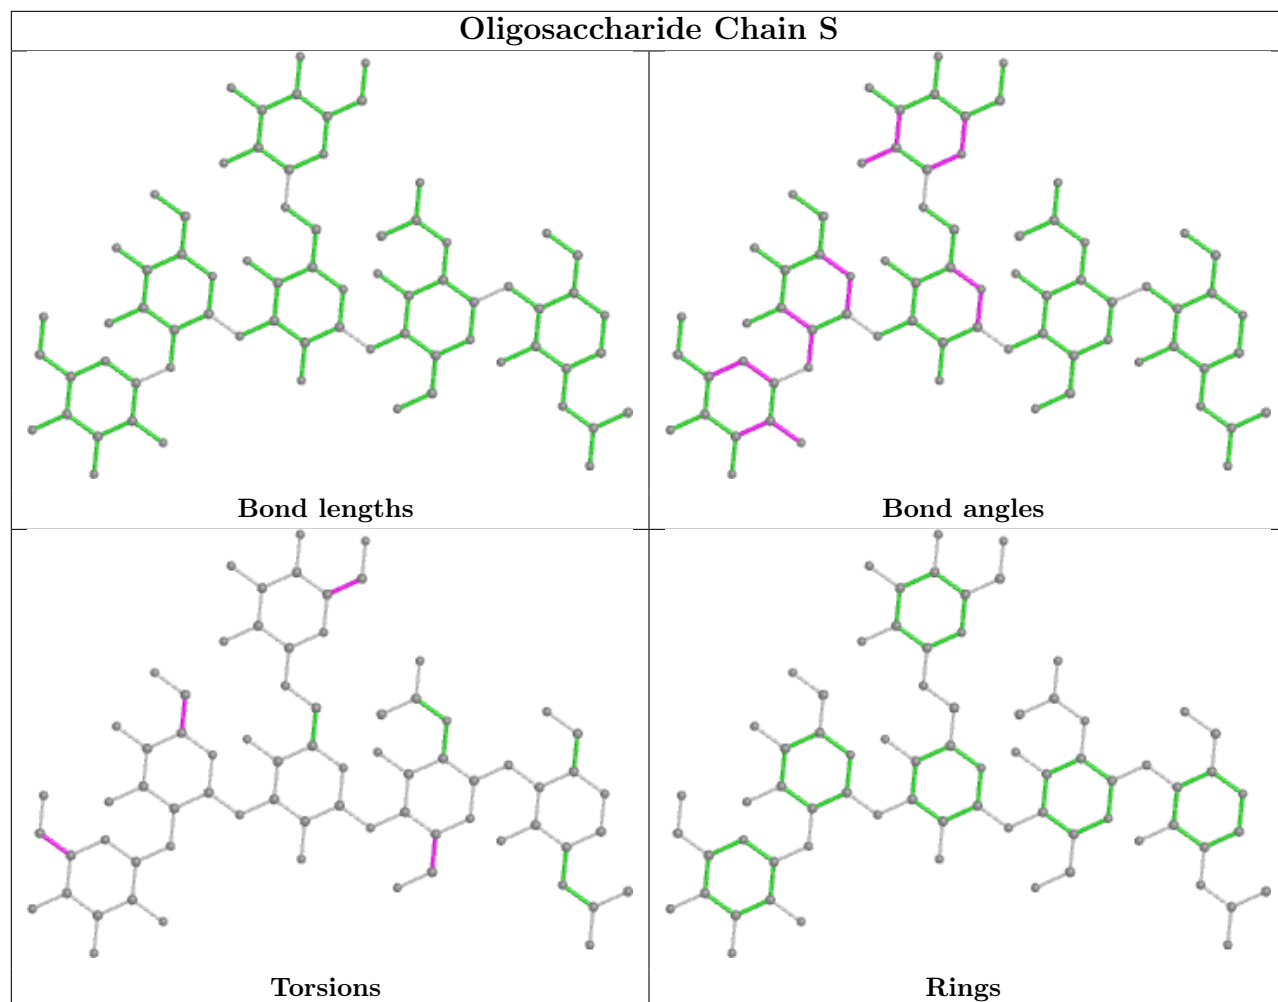 Oligosaccharide Chain S
Bond lengths
Bond angles
Torsions
Rings